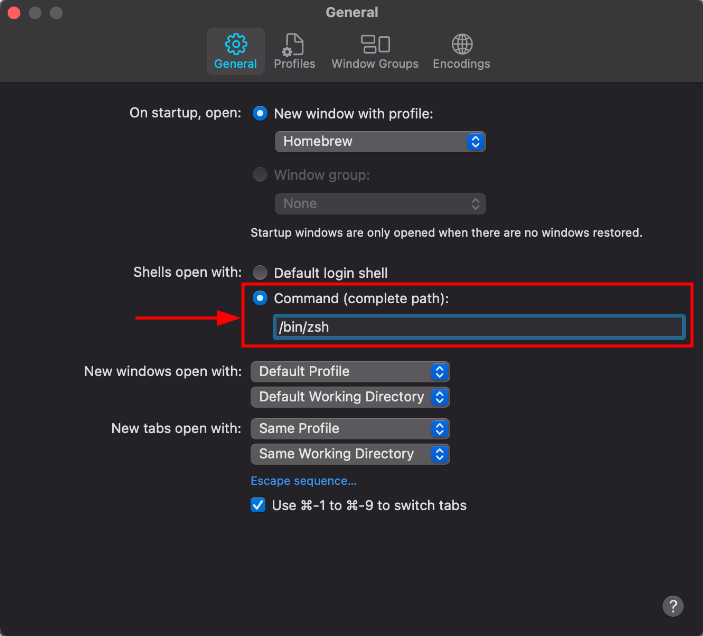 General
General Profiles Window Groups Encodings
On startup, open: New window with profile:
Homebrew
Window group:
None
Startup windows are only opened when there are no windows restored.
Shells open with: Default login shell
Command (complete path):
/bin/zsh
New windows open with: Default Profile
Default Working Directory
New tabs open with: Same Profile
Same Working Directory
Escape sequence...
Use ⌘-1 to ⌘-9 to switch tabs
?